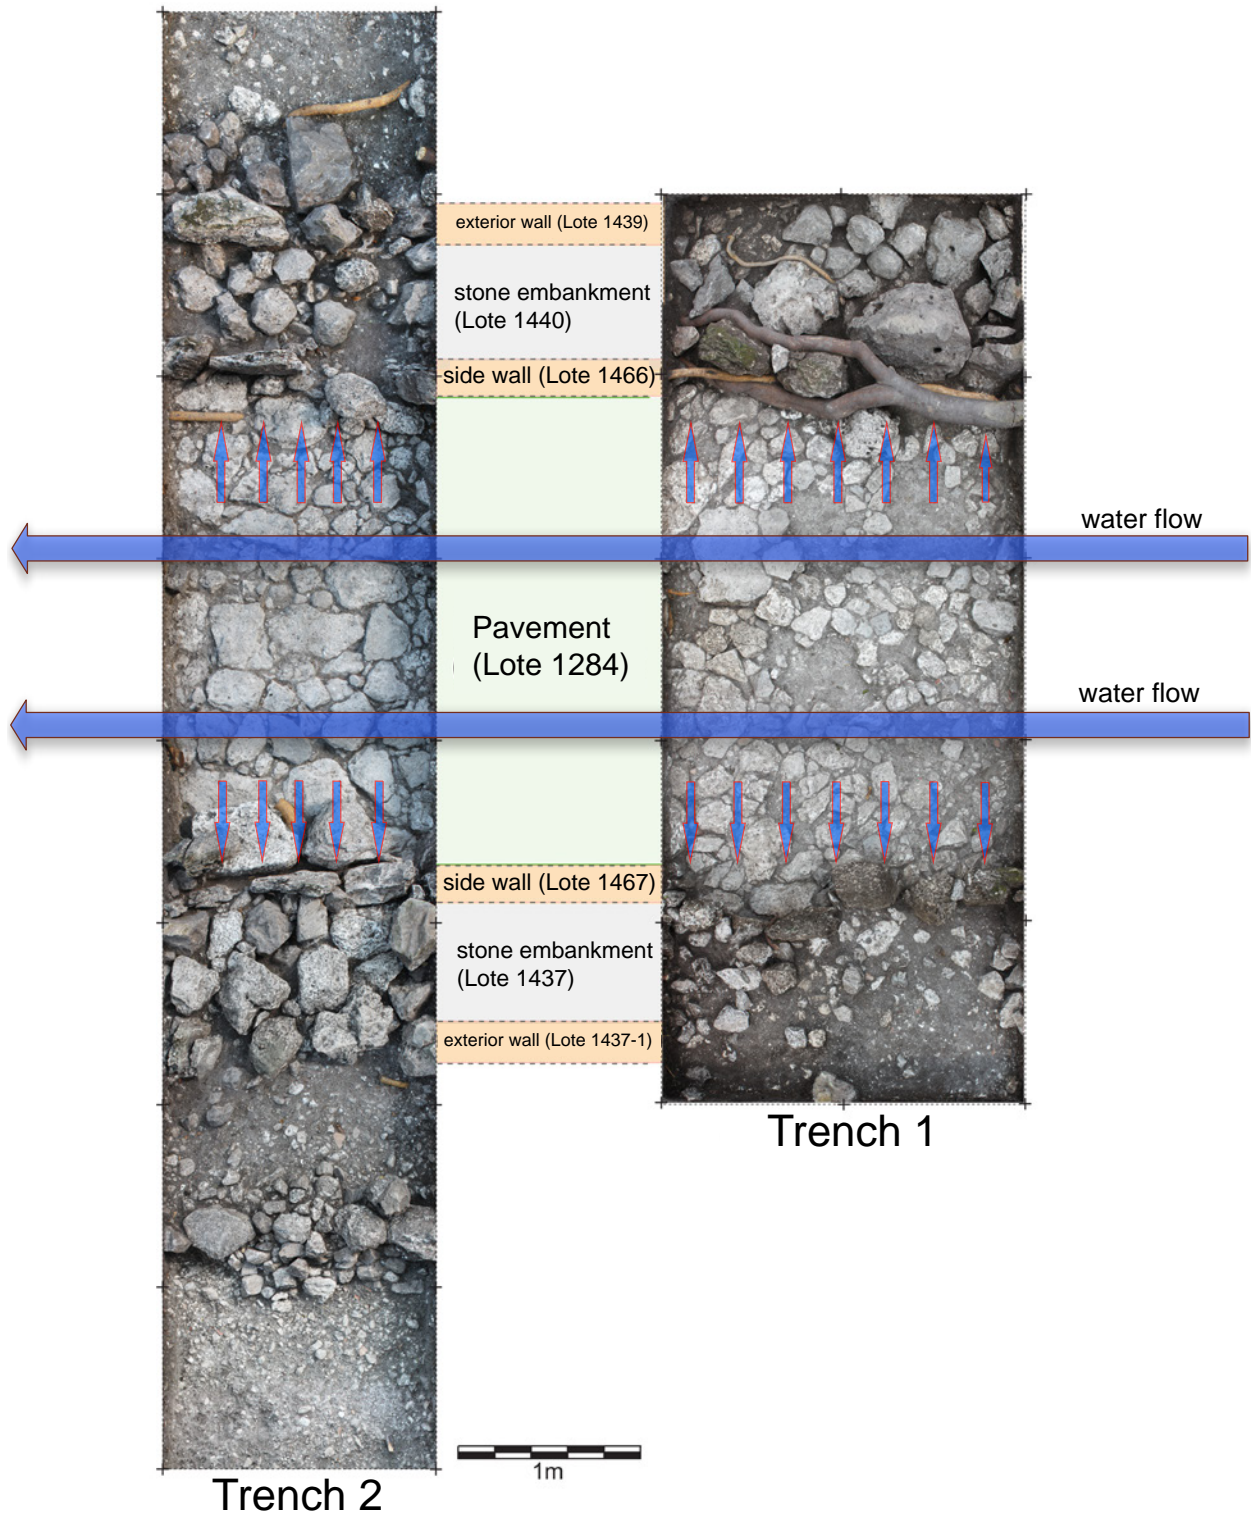 exterior wall (Lote 1439)
stone embankment
(Lote 1440)
side wall (Lote 1466)
water flow
Pavement
(Lote 1284)
water flow
side wall (Lote 1467)
stone embankment
(Lote 1437)
exterior wall (Lote 1437-1)
Trench 1
1m
Trench 2